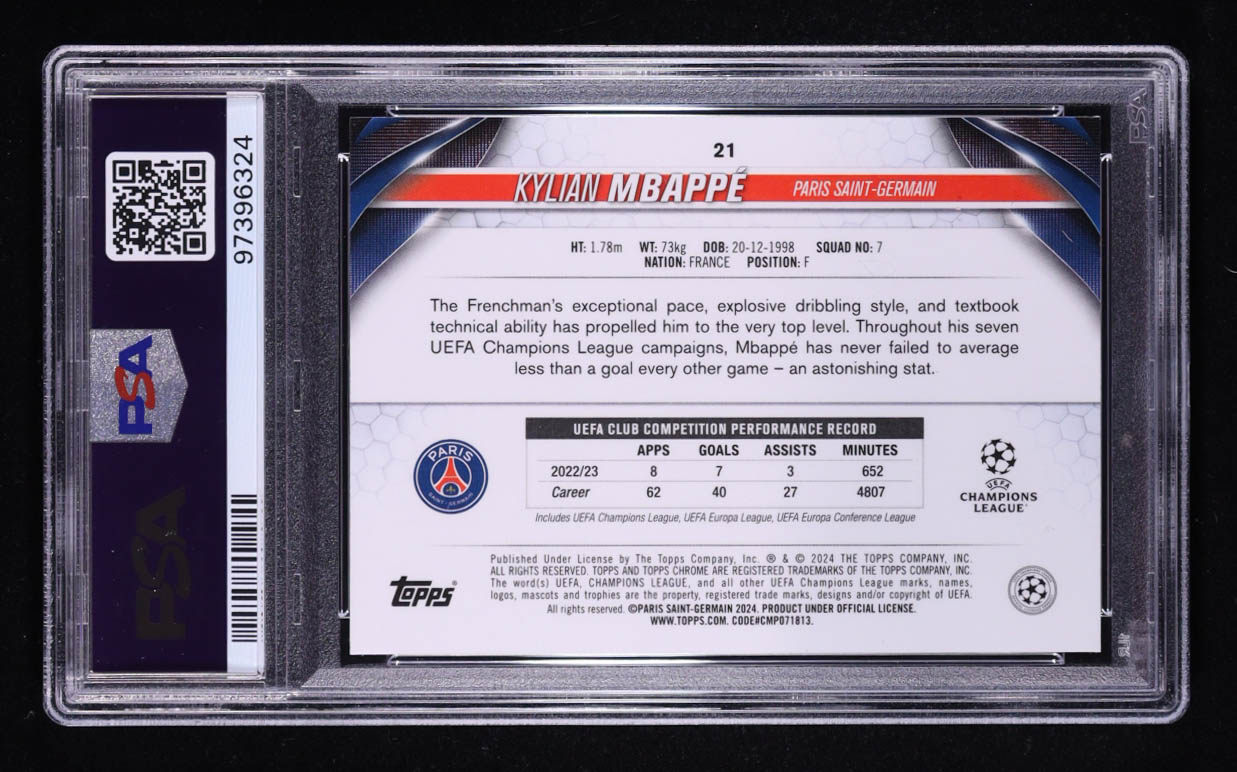 97396324
PSA
PSA
PSA
21
KYLIAN MBAPPÉ PARIS SAINT-GERMAIN
HT: 1.78m WT: 73kg DOB: 20-12-1998 SQUAD NO: 7
NATION: FRANCE POSITION: F
The Frenchman's exceptional pace, explosive dribbling style, and textbook
technical ability has propelled him to the very top level. Throughout his seven
UEFA Champions League campaigns, Mbappé has never failed to average
less than a goal every other game – an astonishing stat.
UEFA CLUB COMPETITION PERFORMANCE RECORD
APPS GOALS ASSISTS MINUTES
2022/23 8 7 3 652
Career 62 40 27 4807
Includes UEFA Champions League, UEFA Europa League, UEFA Europa Conference League
PARIS
SAINT-GERMAIN
UEFA
CHAMPIONS
LEAGUE
Topps
Published Under License by The Topps Company, Inc. ® & © 2024 THE TOPPS COMPANY, INC.
ALL RIGHTS RESERVED. TOPPS AND TOPPS CHROME ARE REGISTERED TRADEMARKS OF THE TOPPS COMPANY, INC.
The word(s) UEFA, CHAMPIONS LEAGUE, and all other UEFA Champions League marks, names,
logos, mascots and trophies are the property, registered trade marks, designs and/or copyright of UEFA.
All rights reserved. ©PARIS SAINT-GERMAIN 2024. PRODUCT UNDER OFFICIAL LICENSE.
WWW.TOPPS.COM. CODE#CMP071813.